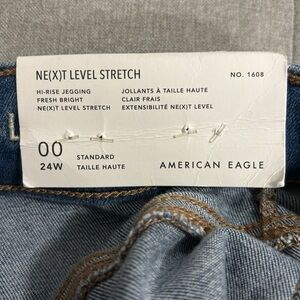 NE(X)T LEVEL STRETCH
NO. 1608
HI-RISE JEGGING
FRESH BRIGHT
NE(X)T LEVEL STRETCH
JOLLANTS À TAILLE HAUTE
CLAIR FRAIS
EXTENSIBILITÉ NE(X)T LEVEL
00
24W
STANDARD
TAILLE HAUTE
AMERICAN EAGLE